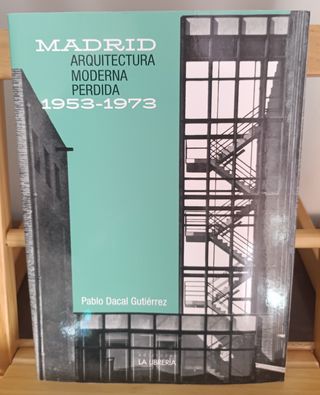 MADRID
ARQUITECTURA
MODERNA
PERDIDA
1953-1973
Pablo Dacal Gutiérrez
LA LIBRERÍA